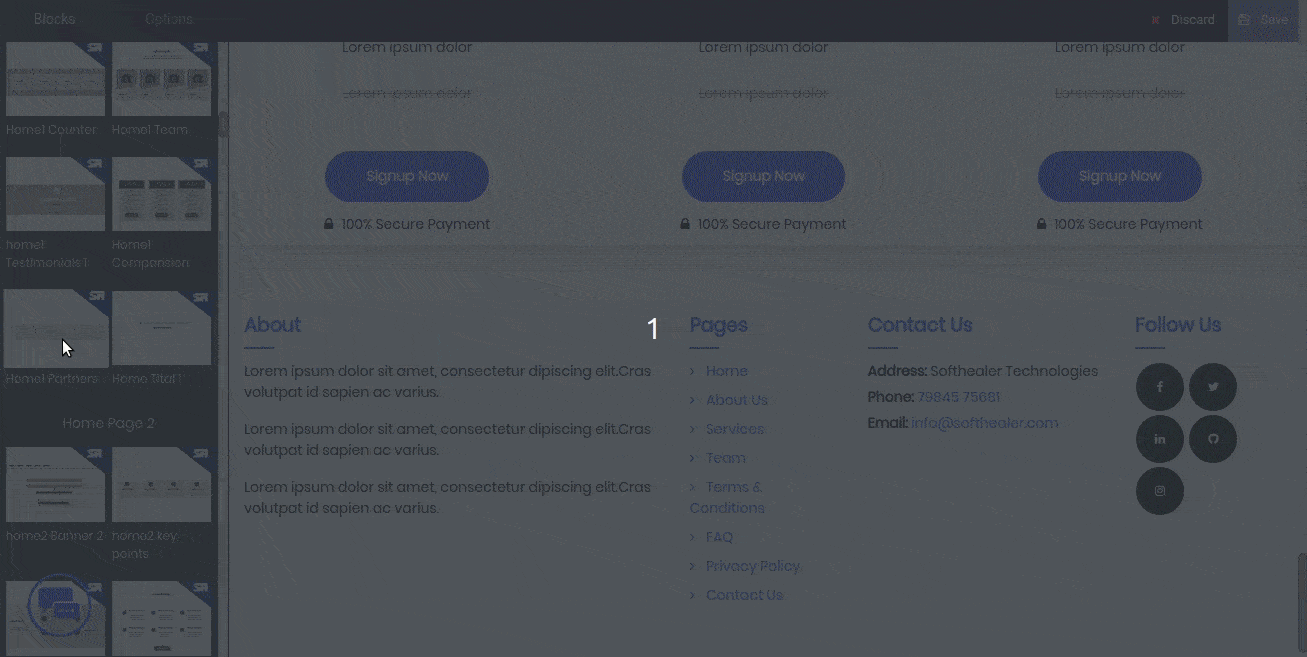 Blocks
Options
Discard
Save
Home1 Counter
Home1 Team
home1 Testimonials 1
Home1 Comparision
Home1 Partners
Home Titaf1
Home Page 2
home2 Banner 2
home2 key points
Lorem ipsum dolor
Lorem ipsum dolor
Lorem ipsum dolor
Lorem ipsum dolor
Lorem ipsum dolor
Lorem ipsum dolor
Signup Now
Signup Now
Signup Now
100% Secure Payment
100% Secure Payment
100% Secure Payment
1
About
Lorem ipsum dolor sit amet, consectetur dipiscing elit.Cras
volutpat id sapien ac varius.
Lorem ipsum dolor sit amet, consectetur dipiscing elit.Cras
volutpat id sapien ac varius.
Lorem ipsum dolor sit amet, consectetur dipiscing elit.Cras
volutpat id sapien ac varius.
Pages
Home
About Us
Services
Team
Terms &
Conditions
FAQ
Privacy Policy
Contact Us
Contact Us
Address: Softhealer Technologies
Phone: 79845 75681
Email: info@softhealer.com
Follow Us